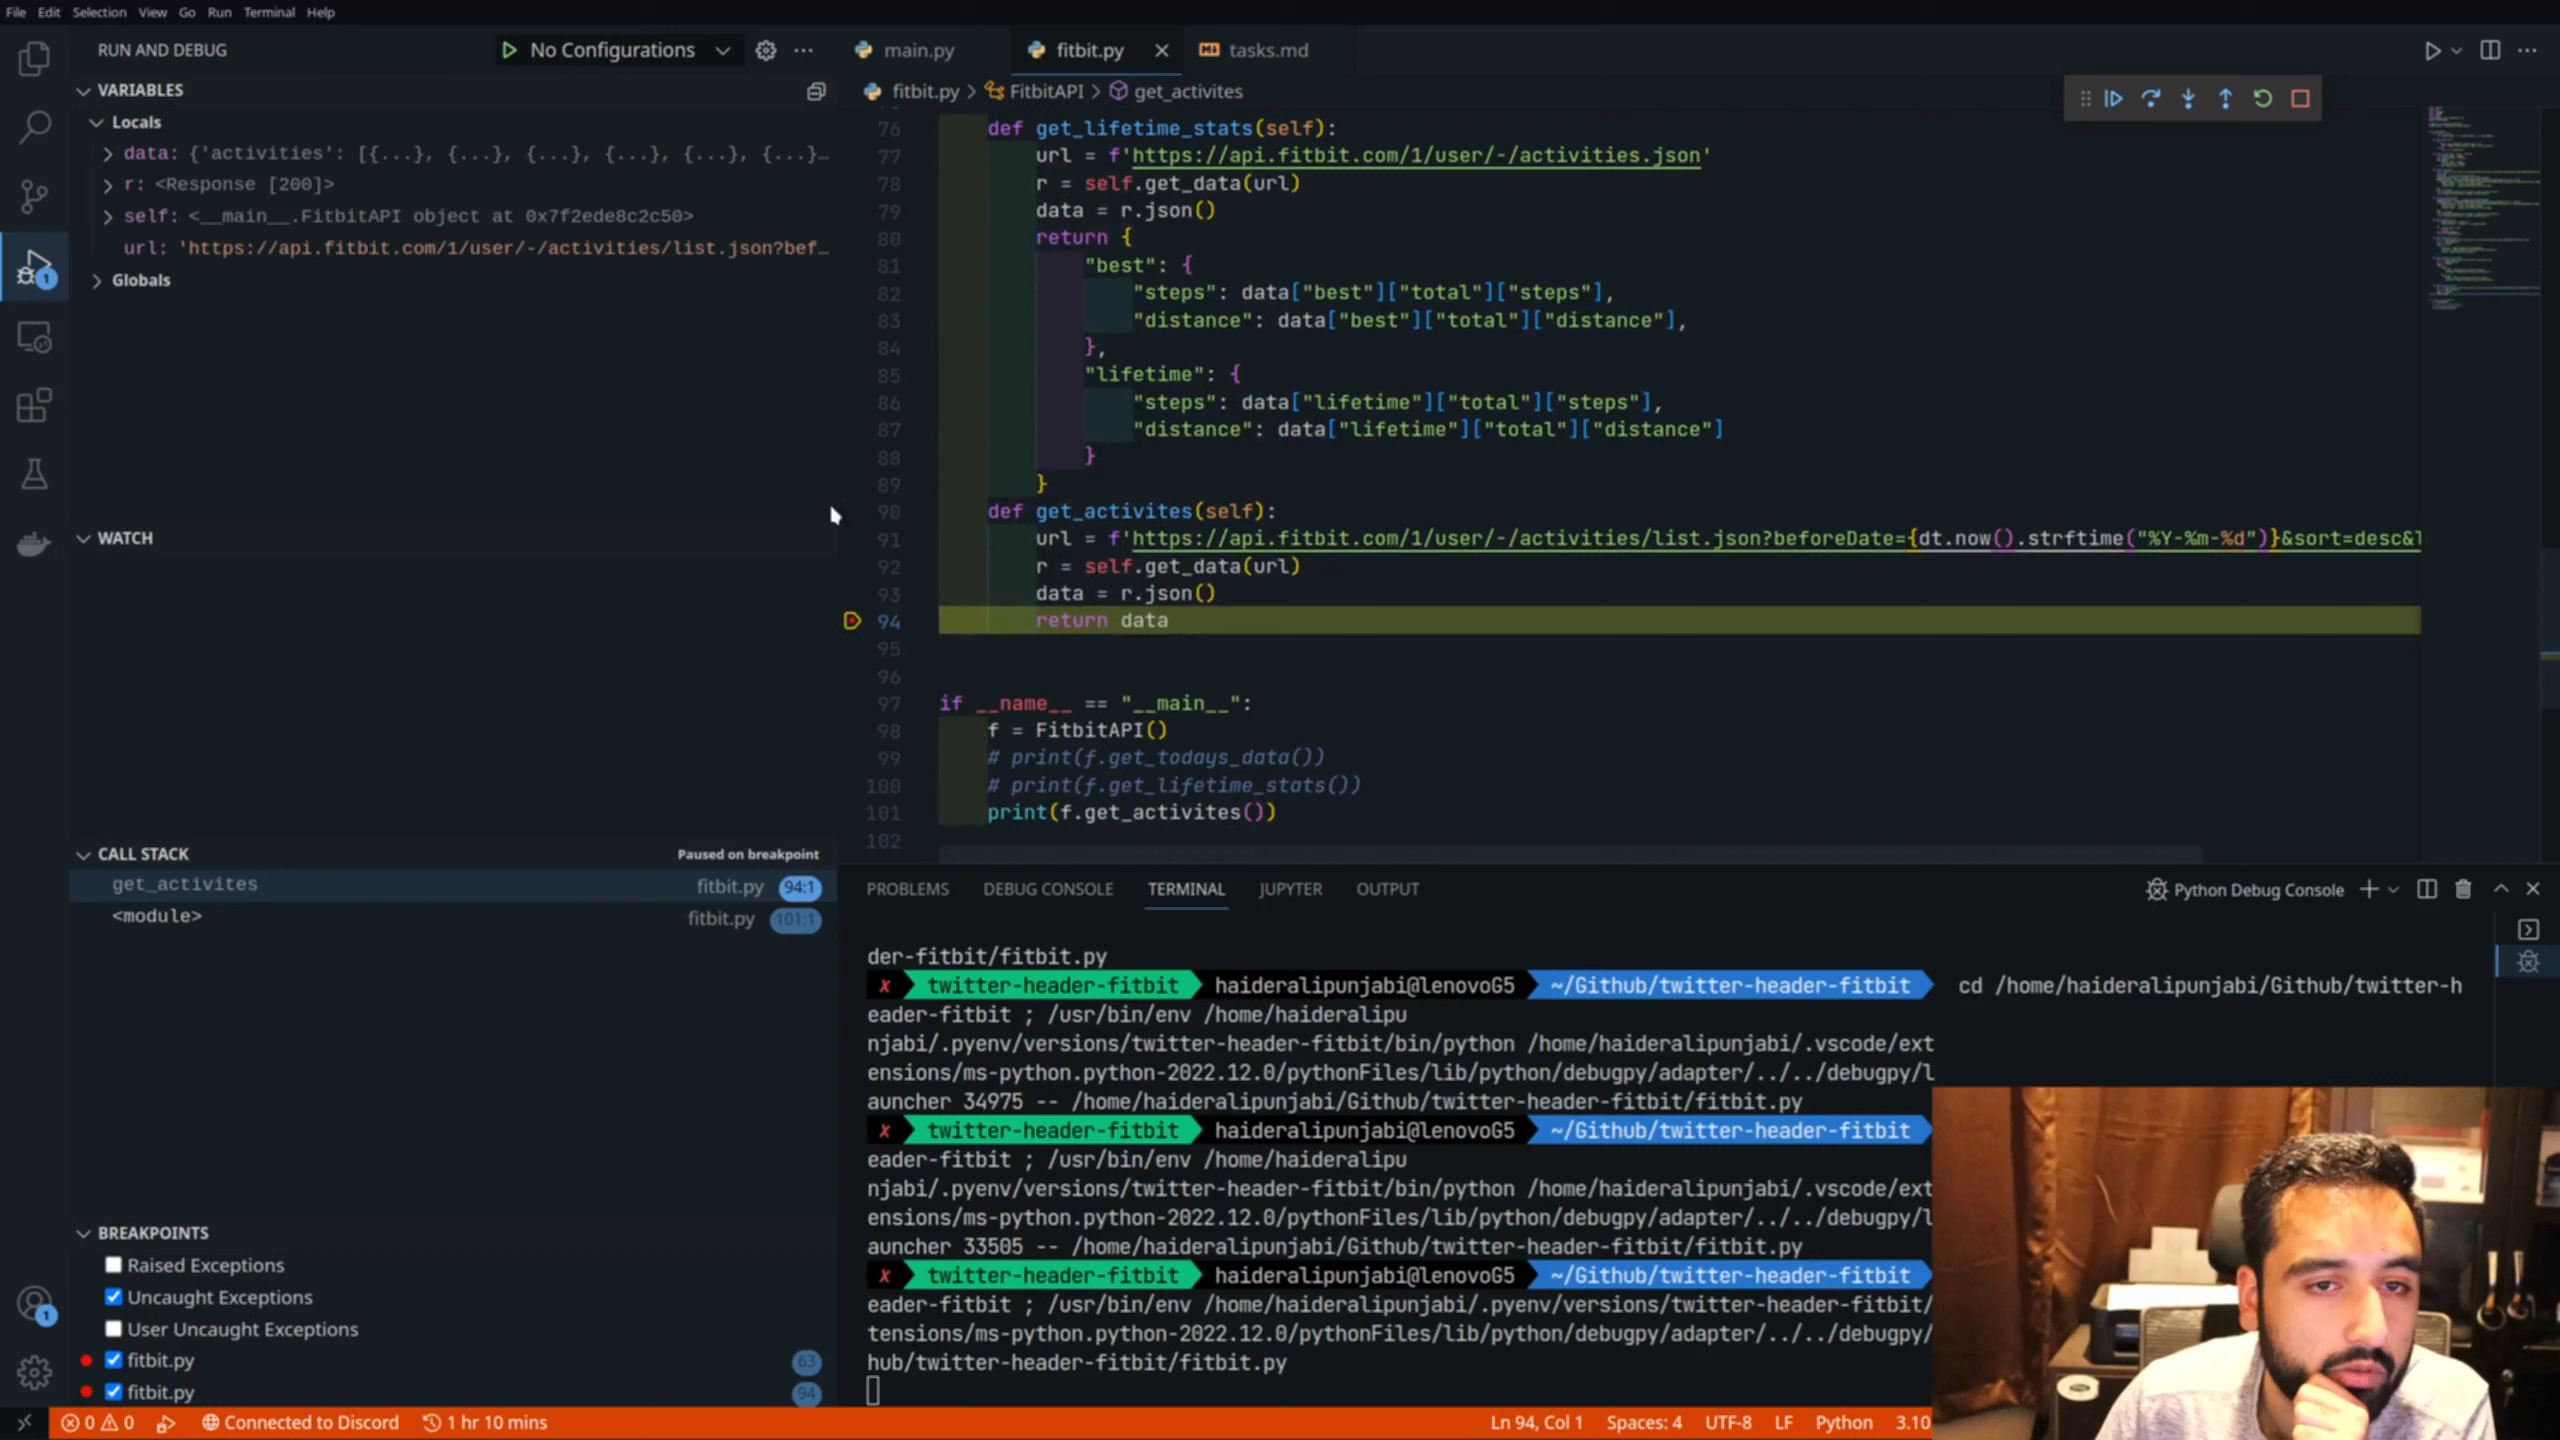 File Edit Selection View Go Run Terminal Help
RUN AND DEBUG
No Configurations
main.py
fitbit.py
tasks.md
VARIABLES
fitbit.py > FitbitAPI > get_activites
Locals
data: {'activities': [{...}, {...}, {...}, {...}, {...}, {...}…
r: <Response [200]>
self: <__main__.FitbitAPI object at 0x7f2ede8c2c50>
url: 'https://api.fitbit.com/1/user/-/activities/list.json?bef…
Globals
76 def get_lifetime_stats(self):
77 url = f'https://api.fitbit.com/1/user/-/activities.json'
78 r = self.get_data(url)
79 data = r.json()
80 return {
81 "best": {
82 "steps": data["best"]["total"]["steps"],
83 "distance": data["best"]["total"]["distance"],
84 },
85 "lifetime": {
86 "steps": data["lifetime"]["total"]["steps"],
87 "distance": data["lifetime"]["total"]["distance"]
88 }
89 }
90 def get_activites(self):
91 url = f'https://api.fitbit.com/1/user/-/activities/list.json?beforeDate={dt.now().strftime("%Y-%m-%d")}&sort=desc&l
92 r = self.get_data(url)
93 data = r.json()
94 return data
95
96
97 if __name__ == "__main__":
98 f = FitbitAPI()
99 # print(f.get_todays_data())
100 # print(f.get_lifetime_stats())
101 print(f.get_activites())
102
WATCH
CALL STACK Paused on breakpoint
get_activites fitbit.py 94:1
<module> fitbit.py 101:1
BREAKPOINTS
Raised Exceptions
Uncaught Exceptions
User Uncaught Exceptions
fitbit.py 63
fitbit.py 94
PROBLEMS DEBUG CONSOLE TERMINAL JUPYTER OUTPUT
Python Debug Console
der-fitbit/fitbit.py
✗ twitter-header-fitbit haideralipunjabi@lenovoG5 ~/Github/twitter-header-fitbit cd /home/haideralipunjabi/Github/twitter-h
eader-fitbit ; /usr/bin/env /home/haideralipu
njabi/.pyenv/versions/twitter-header-fitbit/bin/python /home/haideralipunjabi/.vscode/ext
ensions/ms-python.python-2022.12.0/pythonFiles/lib/python/debugpy/adapter/../../debugpy/l
auncher 34975 -- /home/haideralipunjabi/Github/twitter-header-fitbit/fitbit.py
✗ twitter-header-fitbit haideralipunjabi@lenovoG5 ~/Github/twitter-header-fitbit
eader-fitbit ; /usr/bin/env /home/haideralipu
njabi/.pyenv/versions/twitter-header-fitbit/bin/python /home/haideralipunjabi/.vscode/ext
ensions/ms-python.python-2022.12.0/pythonFiles/lib/python/debugpy/adapter/../../debugpy/l
auncher 33505 -- /home/haideralipunjabi/Github/twitter-header-fitbit/fitbit.py
✗ twitter-header-fitbit haideralipunjabi@lenovoG5 ~/Github/twitter-header-fitbit
eader-fitbit ; /usr/bin/env /home/haideralipunjabi/.pyenv/versions/twitter-header-fitbit/
tensions/ms-python.python-2022.12.0/pythonFiles/lib/python/debugpy/adapter/../../debugpy/
hub/twitter-header-fitbit/fitbit.py
1
1
0 0 Connected to Discord 1 hr 10 mins Ln 94, Col 1 Spaces: 4 UTF-8 LF Python 3.10